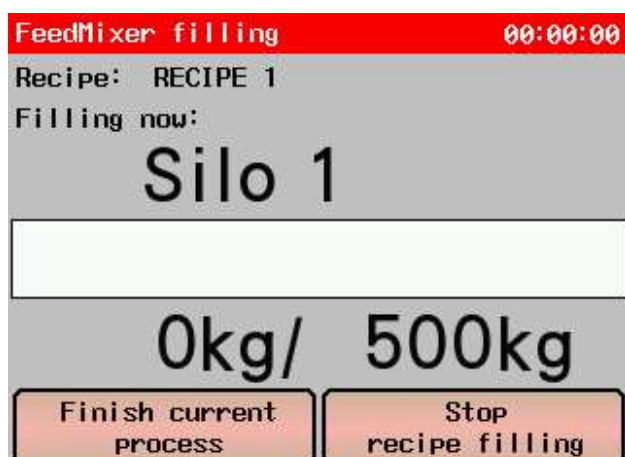 FeedMixer filling 00:00:00
Recipe: RECIPE 1
Filling now:
Silo 1
0kg/ 500kg
Finish current process
Stop recipe filling